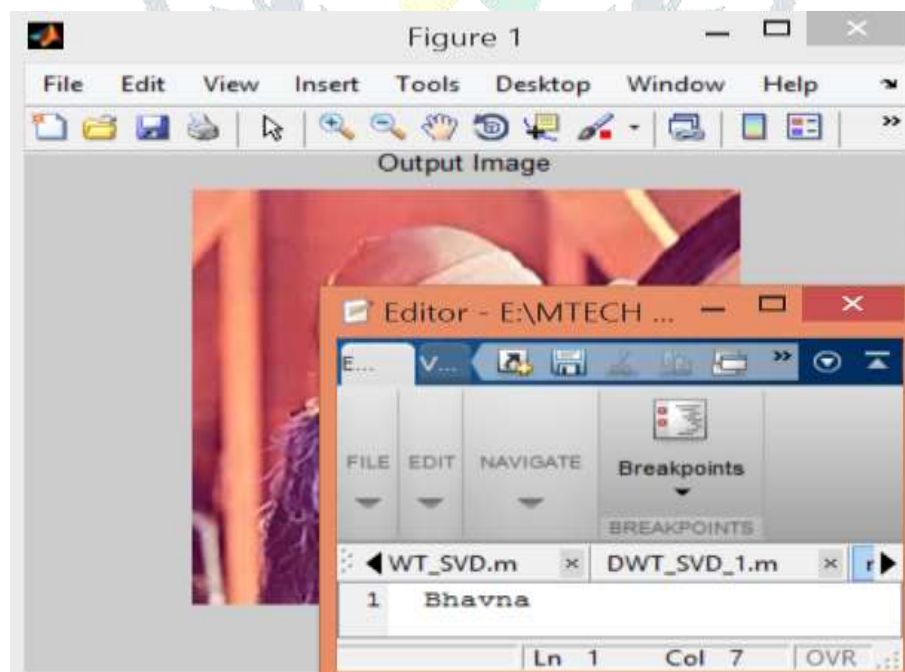 Figure 1
File Edit View Insert Tools Desktop Window Help
Output Image
Editor - E:\MTECH ...
E... V...
FILE EDIT NAVIGATE Breakpoints
BREAKPOINTS
WT_SVD.m × DWT_SVD_1.m × r
1 Bhavna
Ln 1 Col 7 OVR